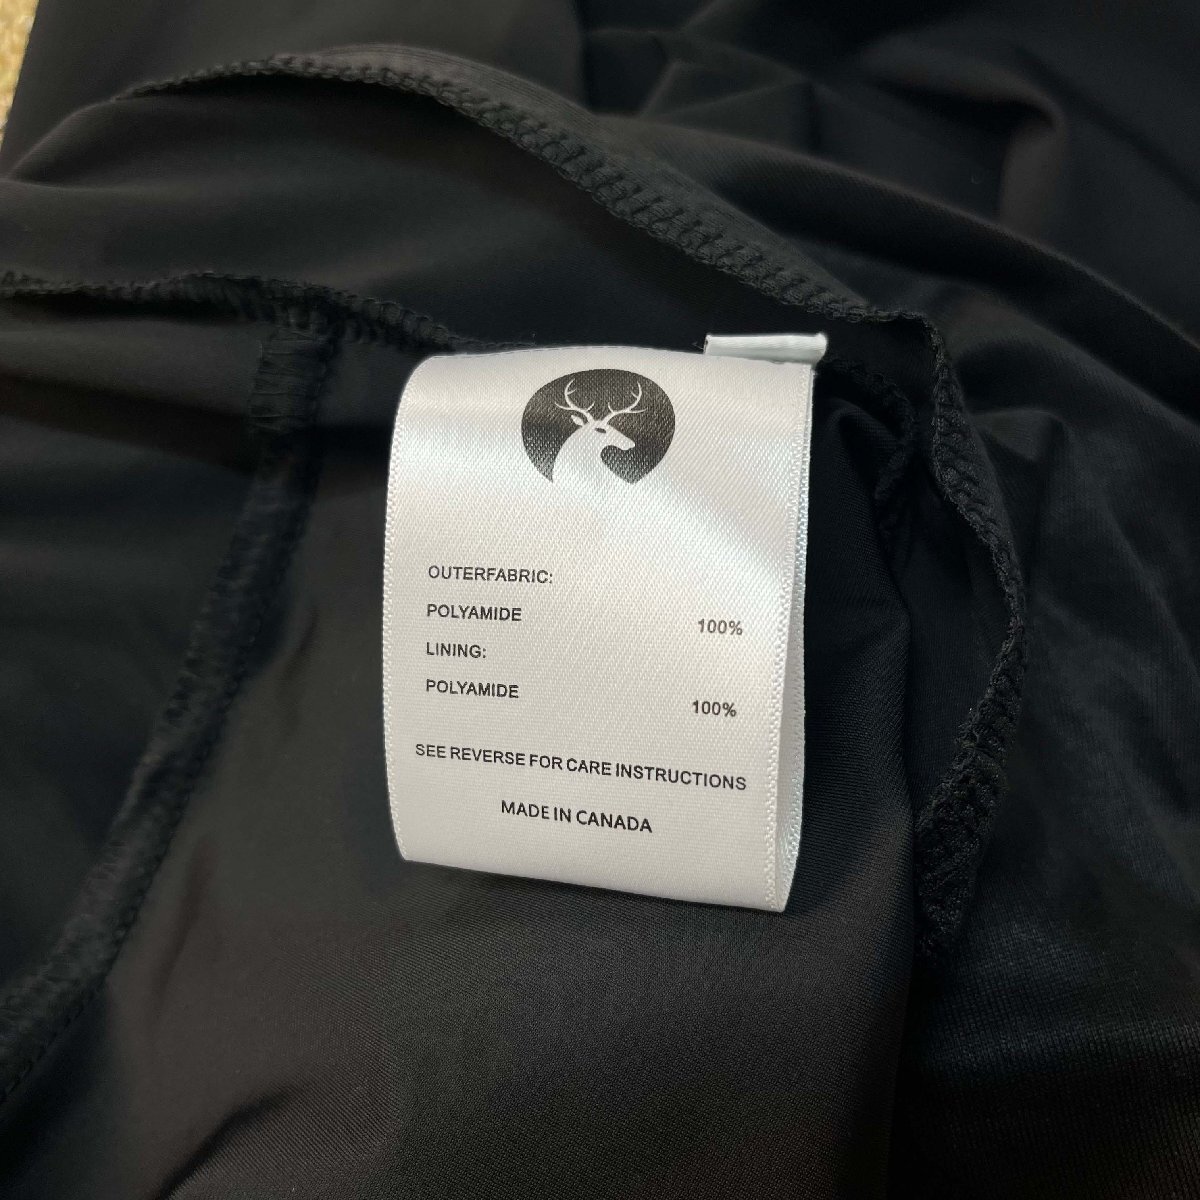 OUTERFABRIC:
POLYAMIDE 100%
LINING:
POLYAMIDE 100%
SEE REVERSE FOR CARE INSTRUCTIONS
MADE IN CANADA